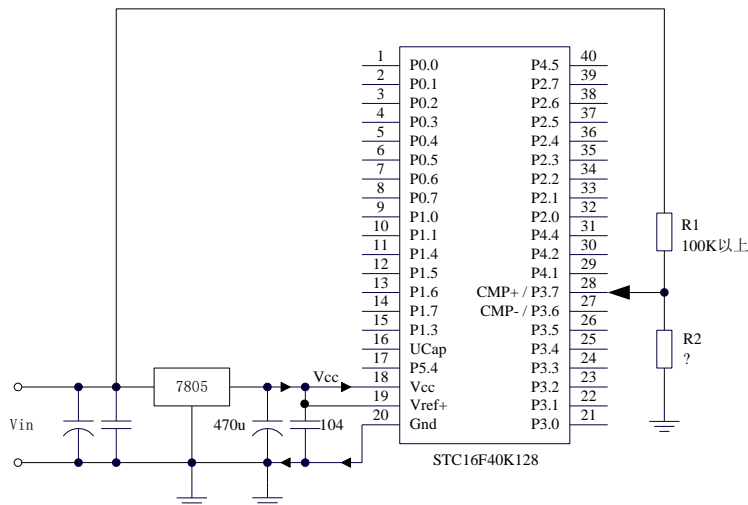 1 P0.0 P4.5 40
2 P0.1 P2.7 39
3 P0.2 P2.6 38
4 P0.3 P2.5 37
5 P0.4 P2.4 36
6 P0.5 P2.3 35
7 P0.6 P2.2 34
8 P0.7 P2.1 33
9 P1.0 P2.0 32
10 P1.1 P4.4 31
11 P1.4 P4.2 30
12 P1.5 P4.1 29
13 P1.6 CMP+ / P3.7 28
14 P1.7 CMP- / P3.6 27
15 P1.3 P3.5 26
16 UCap P3.4 25
17 P5.4 P3.3 24
18 Vcc P3.2 23
19 Vref+ P3.1 22
20 Gnd P3.0 21
STC16F40K128
R1
100K以上
R2
?
7805
Vcc
Vin
470u
104